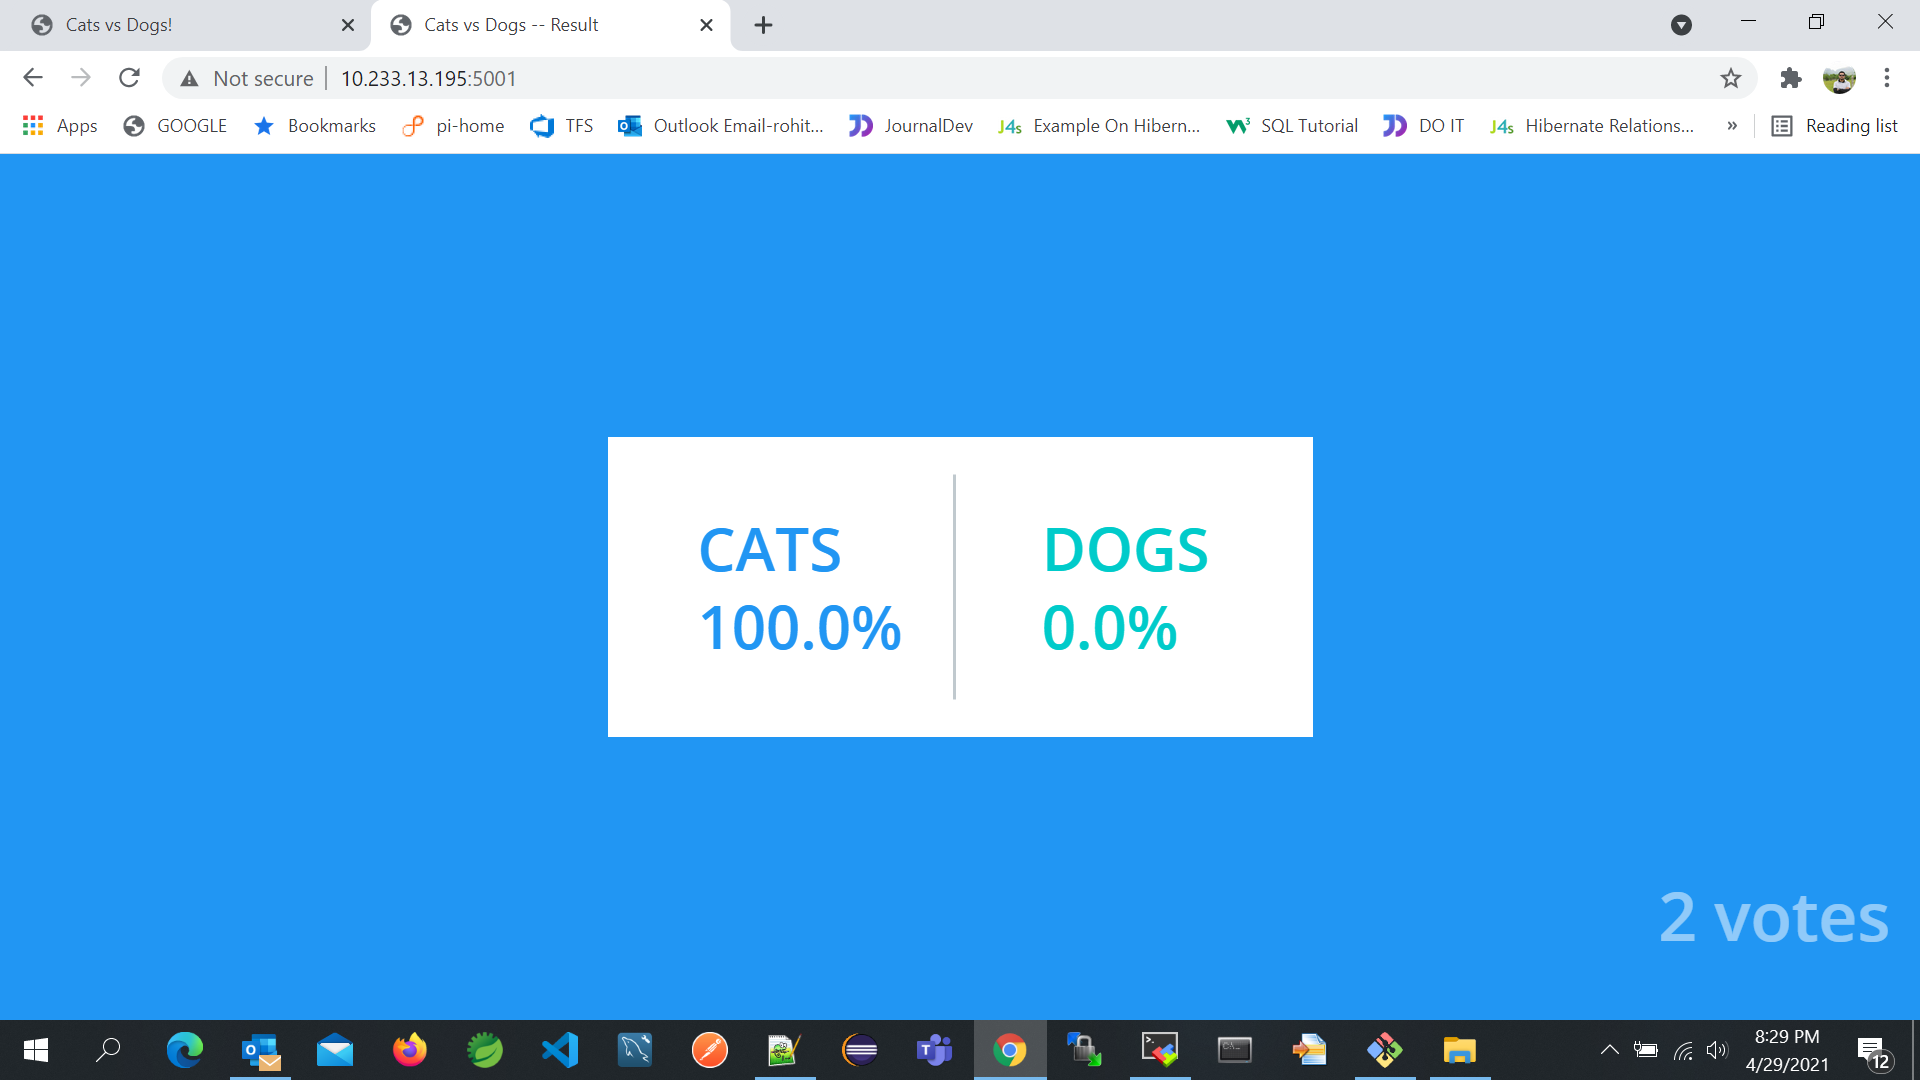 Cats vs Dogs!
Cats vs Dogs -- Result
Not secure
10.233.13.195:5001
Apps
GOOGLE
Bookmarks
pi-home
TFS
Outlook Email-rohit...
JournalDev
J4s
Example On Hibern...
SQL Tutorial
DO IT
J4s
Hibernate Relations...
»
Reading list
CATS
100.0%
DOGS
0.0%
2 votes
8:29 PM
4/29/2021
12